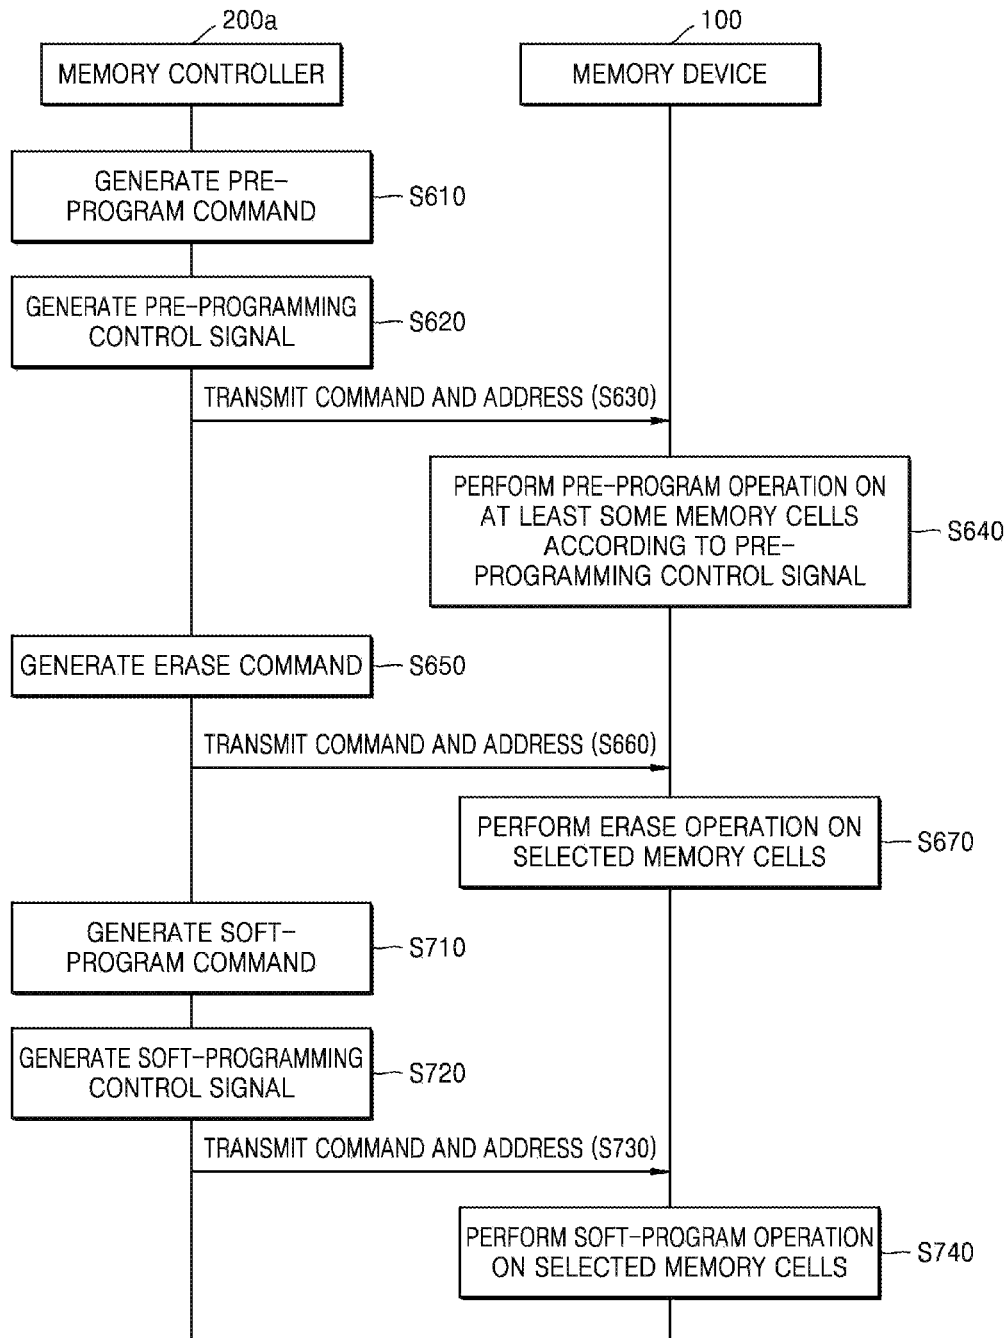 200a
100
MEMORY CONTROLLER
MEMORY DEVICE
GENERATE PRE-
PROGRAM COMMAND
S610
GENERATE PRE-PROGRAMMING
CONTROL SIGNAL
S620
TRANSMIT COMMAND AND ADDRESS (S630)
PERFORM PRE-PROGRAM OPERATION ON
AT LEAST SOME MEMORY CELLS
ACCORDING TO PRE-
PROGRAMMING CONTROL SIGNAL
S640
GENERATE ERASE COMMAND
S650
TRANSMIT COMMAND AND ADDRESS (S660)
PERFORM ERASE OPERATION ON
SELECTED MEMORY CELLS
S670
GENERATE SOFT-
PROGRAM COMMAND
S710
GENERATE SOFT-PROGRAMMING
CONTROL SIGNAL
S720
TRANSMIT COMMAND AND ADDRESS (S730)
PERFORM SOFT-PROGRAM OPERATION
ON SELECTED MEMORY CELLS
S740